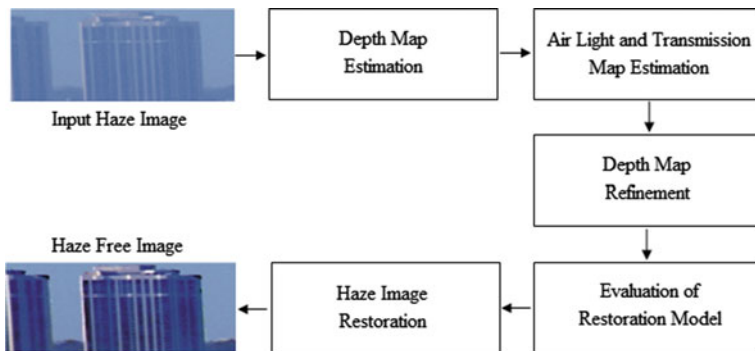 Depth Map
Estimation
Air Light and Transmission
Map Estimation
Input Haze Image
Depth Map
Refinement
Evaluation of
Restoration Model
Haze Image
Restoration
Haze Free Image